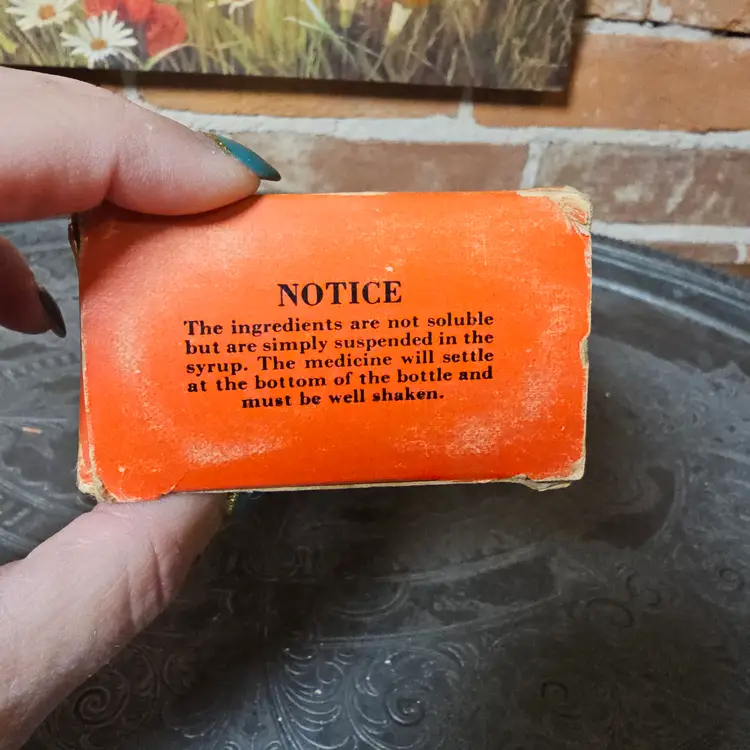 NOTICE
The ingredients are not soluble
but are simply suspended in the
syrup. The medicine will settle
at the bottom of the bottle and
must be well shaken.